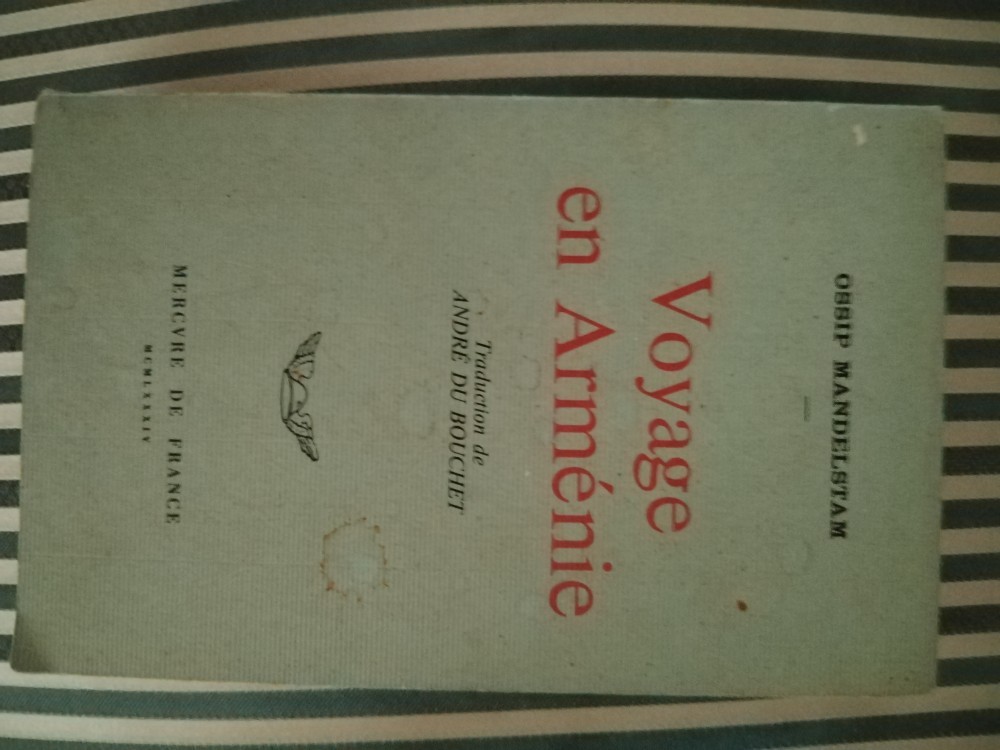 OSSIP MANDELSTAM
Voyage
en Arménie
Traduction de
ANDRÉ DU BOUCHET
MERCVRE DE FRANCE
MCMLXXXIV